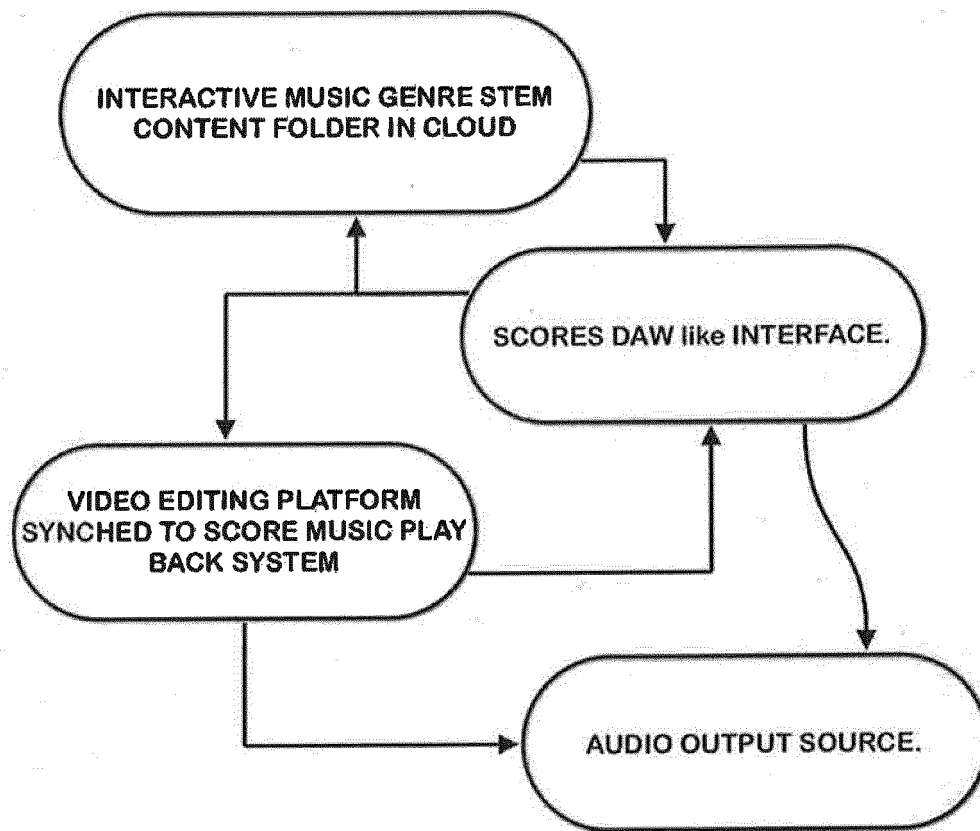 INTERACTIVE MUSIC GENRE STEM
CONTENT FOLDER IN CLOUD
SCORES DAW like INTERFACE.
VIDEO EDITING PLATFORM
SYNCHED TO SCORE MUSIC PLAY
BACK SYSTEM
AUDIO OUTPUT SOURCE.